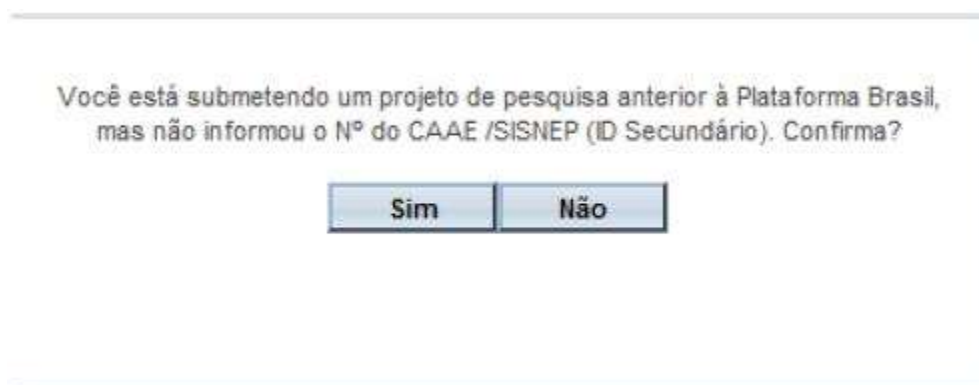 Você está submetendo um projeto de pesquisa anterior à Plataforma Brasil,
mas não informou o Nº do CAAE /SISNEP (ID Secundário). Confirma?
Sim Não